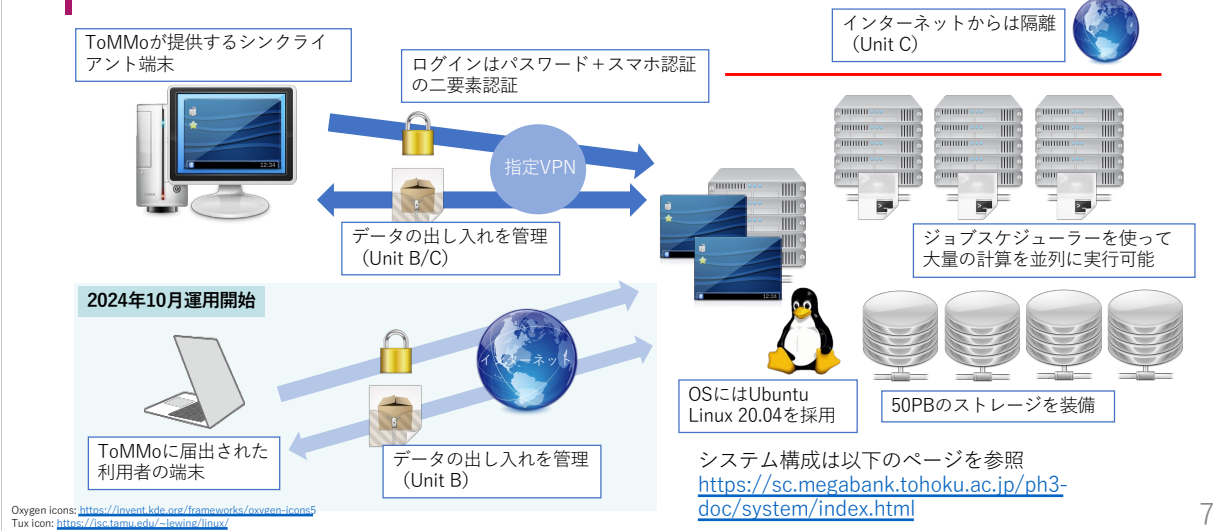 ToMMoが提供するシンクライ
アント端末
ログインはパスワード＋スマホ認証
の二要素認証
インターネットからは隔離
（Unit C）
指定VPN
データの出し入れを管理
（Unit B/C）
12:34
12:34
ジョブスケジューラーを使って
大量の計算を並列に実行可能
2024年10月運用開始
インターネット
ToMMoに届出された
利用者の端末
データの出し入れを管理
（Unit B）
OSにはUbuntu
Linux 20.04を採用
50PBのストレージを装備
システム構成は以下のページを参照
https://sc.megabank.tohoku.ac.jp/ph3-
doc/system/index.html
Oxygen icons: https://invent.kde.org/frameworks/oxygen-icons5
Tux icon: https://isc.tamu.edu/~lewing/linux/
7